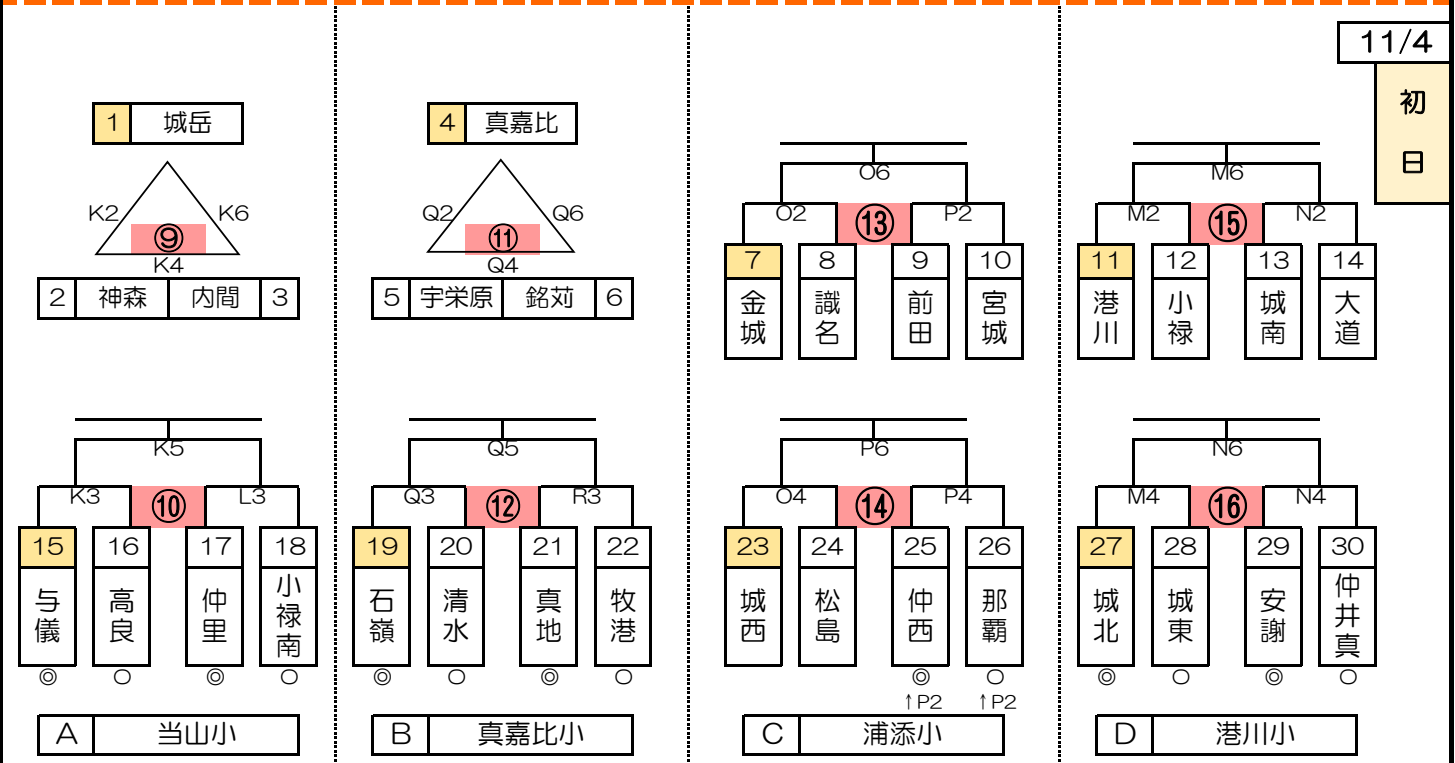 11/4
初日
1 城岳
K2 ⑨ K6
K4
2 神森 内間 3
4 真嘉比
Q2 ⑪ Q6
Q4
5 宇栄原 銘苅 6
O6
O2 ⑬ P2
7 8 9 10
金城 識名 前田 宮城
M6
M2 ⑮ N2
11 12 13 14
港川 小禄 城南 大道
K5
K3 ⑩ L3
15 16 17 18
与儀 高良 仲里 小禄南
◎ ○ ◎ ○
A 当山小
Q5
Q3 ⑫ R3
19 20 21 22
石嶺 清水 真地 牧港
◎ ○ ◎ ○
B 真嘉比小
P6
O4 ⑭ P4
23 24 25 26
城西 松島 仲西 那覇
◎ ○
↑P2 ↑P2
C 浦添小
N6
M4 ⑯ N4
27 28 29 30
城北 城東 安謝 仲井真
◎ ○ ◎ ○
D 港川小